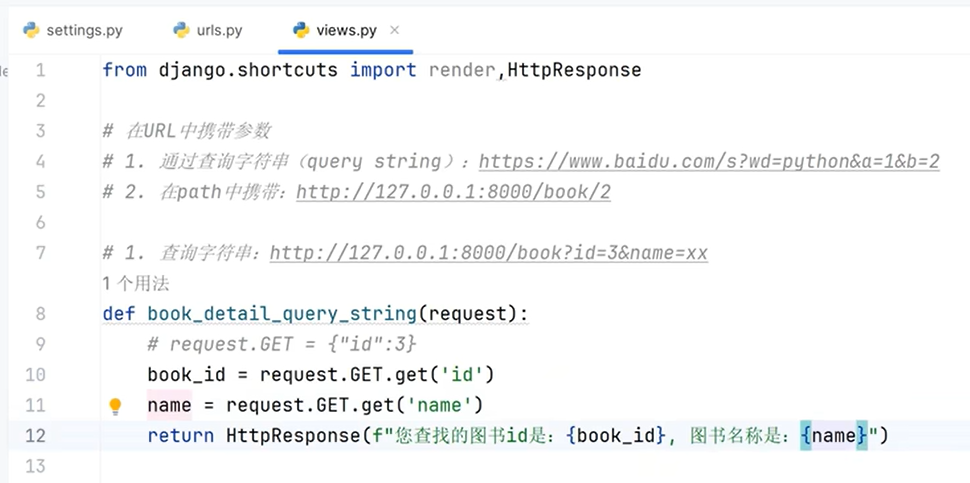 settings.py urls.py views.py ×
1 from django.shortcuts import render,HttpResponse
2
3 # 在URL中携带参数
4 # 1. 通过查询字符串（query string）：https://www.baidu.com/s?wd=python&a=1&b=2
5 # 2. 在path中携带：http://127.0.0.1:8000/book/2
6
7 # 1. 查询字符串：http://127.0.0.1:8000/book?id=3&name=xx
1 个用法
8 def book_detail_query_string(request):
9 # request.GET = {"id":3}
10 book_id = request.GET.get('id')
11 name = request.GET.get('name')
12 return HttpResponse(f"您查找的图书id是：{book_id}, 图书名称是：{name}")
13